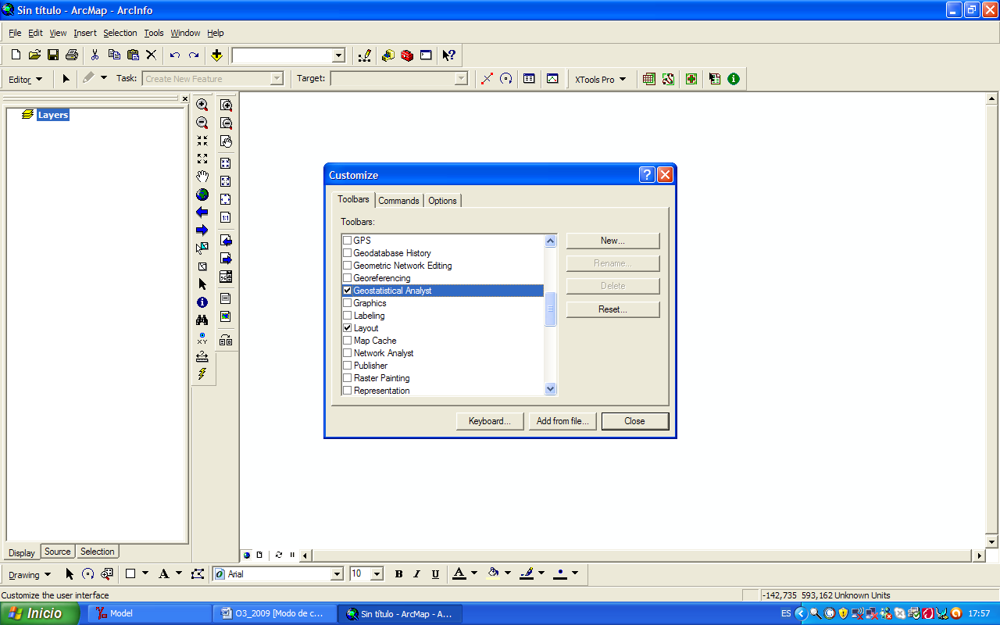 Sin título - ArcMap - ArcInfo
File Edit View Insert Selection Tools Window Help
Editor Task: Create New Feature Target: XTools Pro
Layers
1:1
XY
Customize
Toolbars Commands Options
Toolbars:
GPS
Geodatabase History
Geometric Network Editing
Georeferencing
Geostatistical Analyst
Graphics
Labeling
Layout
Map Cache
Network Analyst
Publisher
Raster Painting
Representation
New...
Rename...
Delete
Reset...
Keyboard... Add from file... Close
Display Source Selection
Drawing A Arial 10 B I U A
Customize the user interface -142,735 593,162 Unknown Units
Inicio Model O3_2009 [Modo de c... Sin título - ArcMap - A... ES 17:57